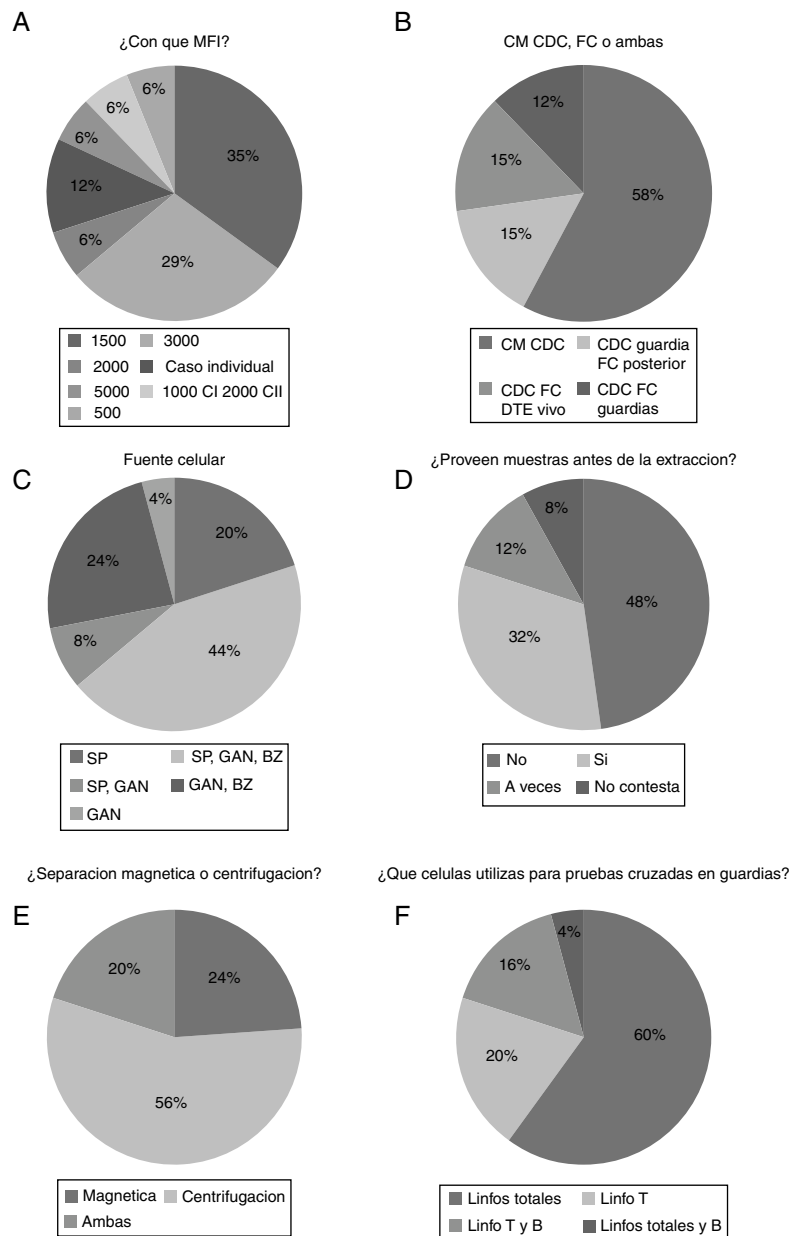 A
¿Con que MFI?
6%
6%
6%
35%
12%
6%
29%
1500
3000
2000
Caso individual
5000
1000 CI 2000 CII
500
B
CM CDC, FC o ambas
12%
15%
58%
15%
CM CDC
CDC guardia
FC posterior
CDC FC
DTE vivo
CDC FC
guardias
C
Fuente celular
4%
20%
24%
44%
8%
SP
SP, GAN, BZ
SP, GAN
GAN, BZ
GAN
D
¿Proveen muestras antes de la extraccion?
8%
12%
48%
32%
No
Si
A veces
No contesta
E
¿Separacion magnetica o centrifugacion?
20%
24%
56%
Magnetica
Centrifugacion
Ambas
F
¿Que celulas utilizas para pruebas cruzadas en guardias?
4%
16%
60%
20%
Linfos totales
Linfo T
Linfo T y B
Linfos totales y B